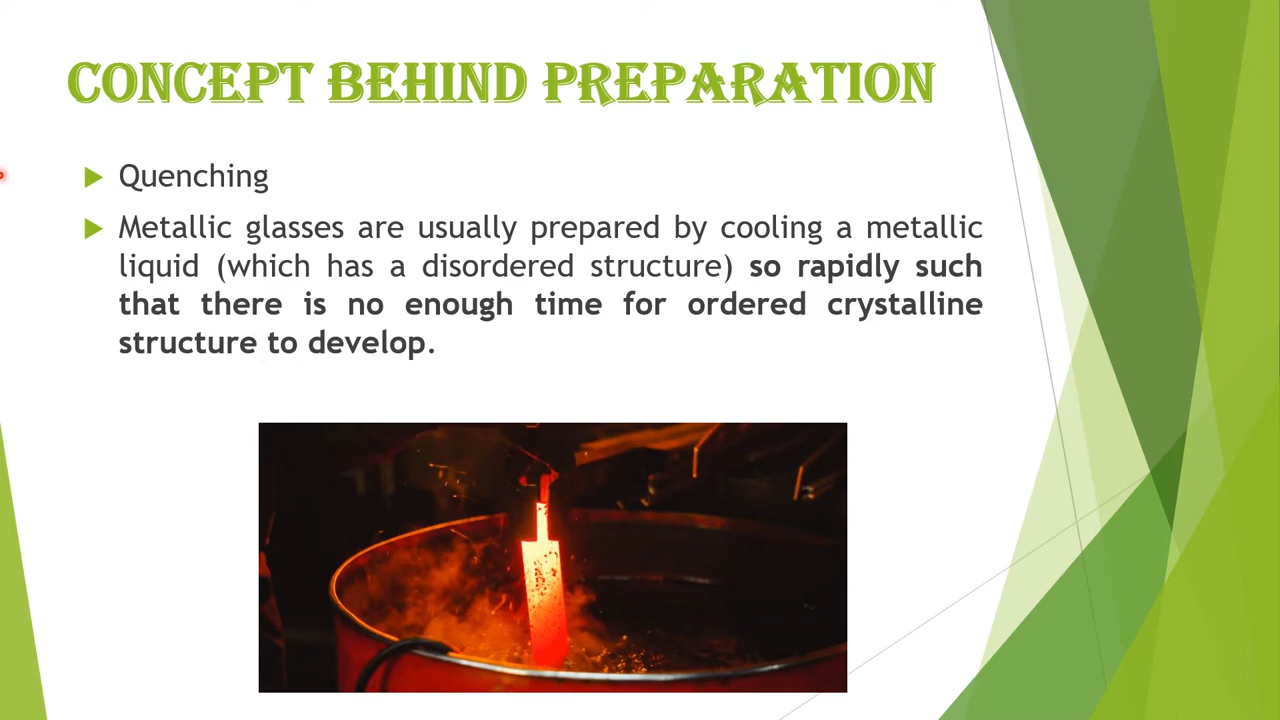 CONCEPT BEHIND PREPARATION
Quenching
Metallic glasses are usually prepared by cooling a metallic
liquid (which has a disordered structure) so rapidly such
that there is no enough time for ordered crystalline
structure to develop.